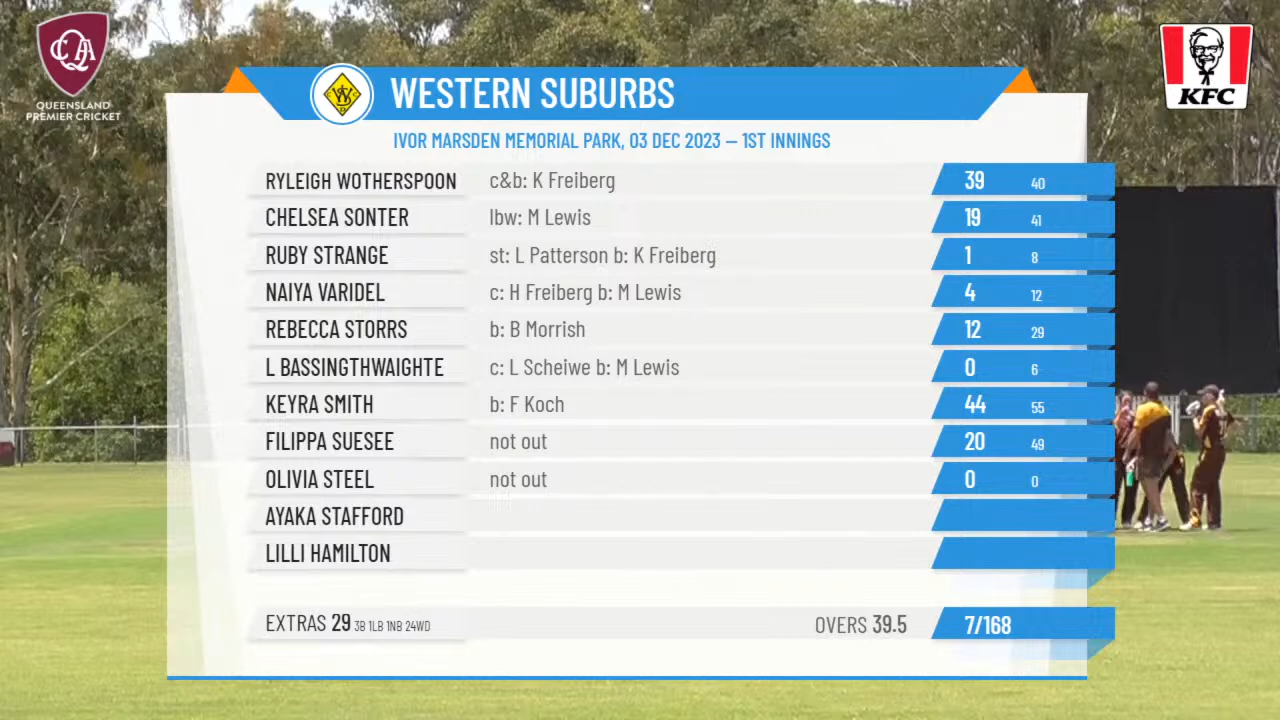 QUEENSLAND
PREMIER CRICKET
KFC
WESTERN SUBURBS
IVOR MARSDEN MEMORIAL PARK, 03 DEC 2023 – 1ST INNINGS
RYLEIGH WOTHERSPOON c&b: K Freiberg 39 40
CHELSEA SONTER lbw: M Lewis 19 41
RUBY STRANGE st: L Patterson b: K Freiberg 1 8
NAIYA VARIDEL c: H Freiberg b: M Lewis 4 12
REBECCA STORRS b: B Morrish 12 29
L BASSINGTHWAIGHTE c: L Scheiwe b: M Lewis 0 6
KEYRA SMITH b: F Koch 44 55
FILIPPA SUESEE not out 20 49
OLIVIA STEEL not out 0 0
AYAKA STAFFORD
LILLI HAMILTON
EXTRAS 29 3B 1LB 1NB 24WD OVERS 39.5 7/168